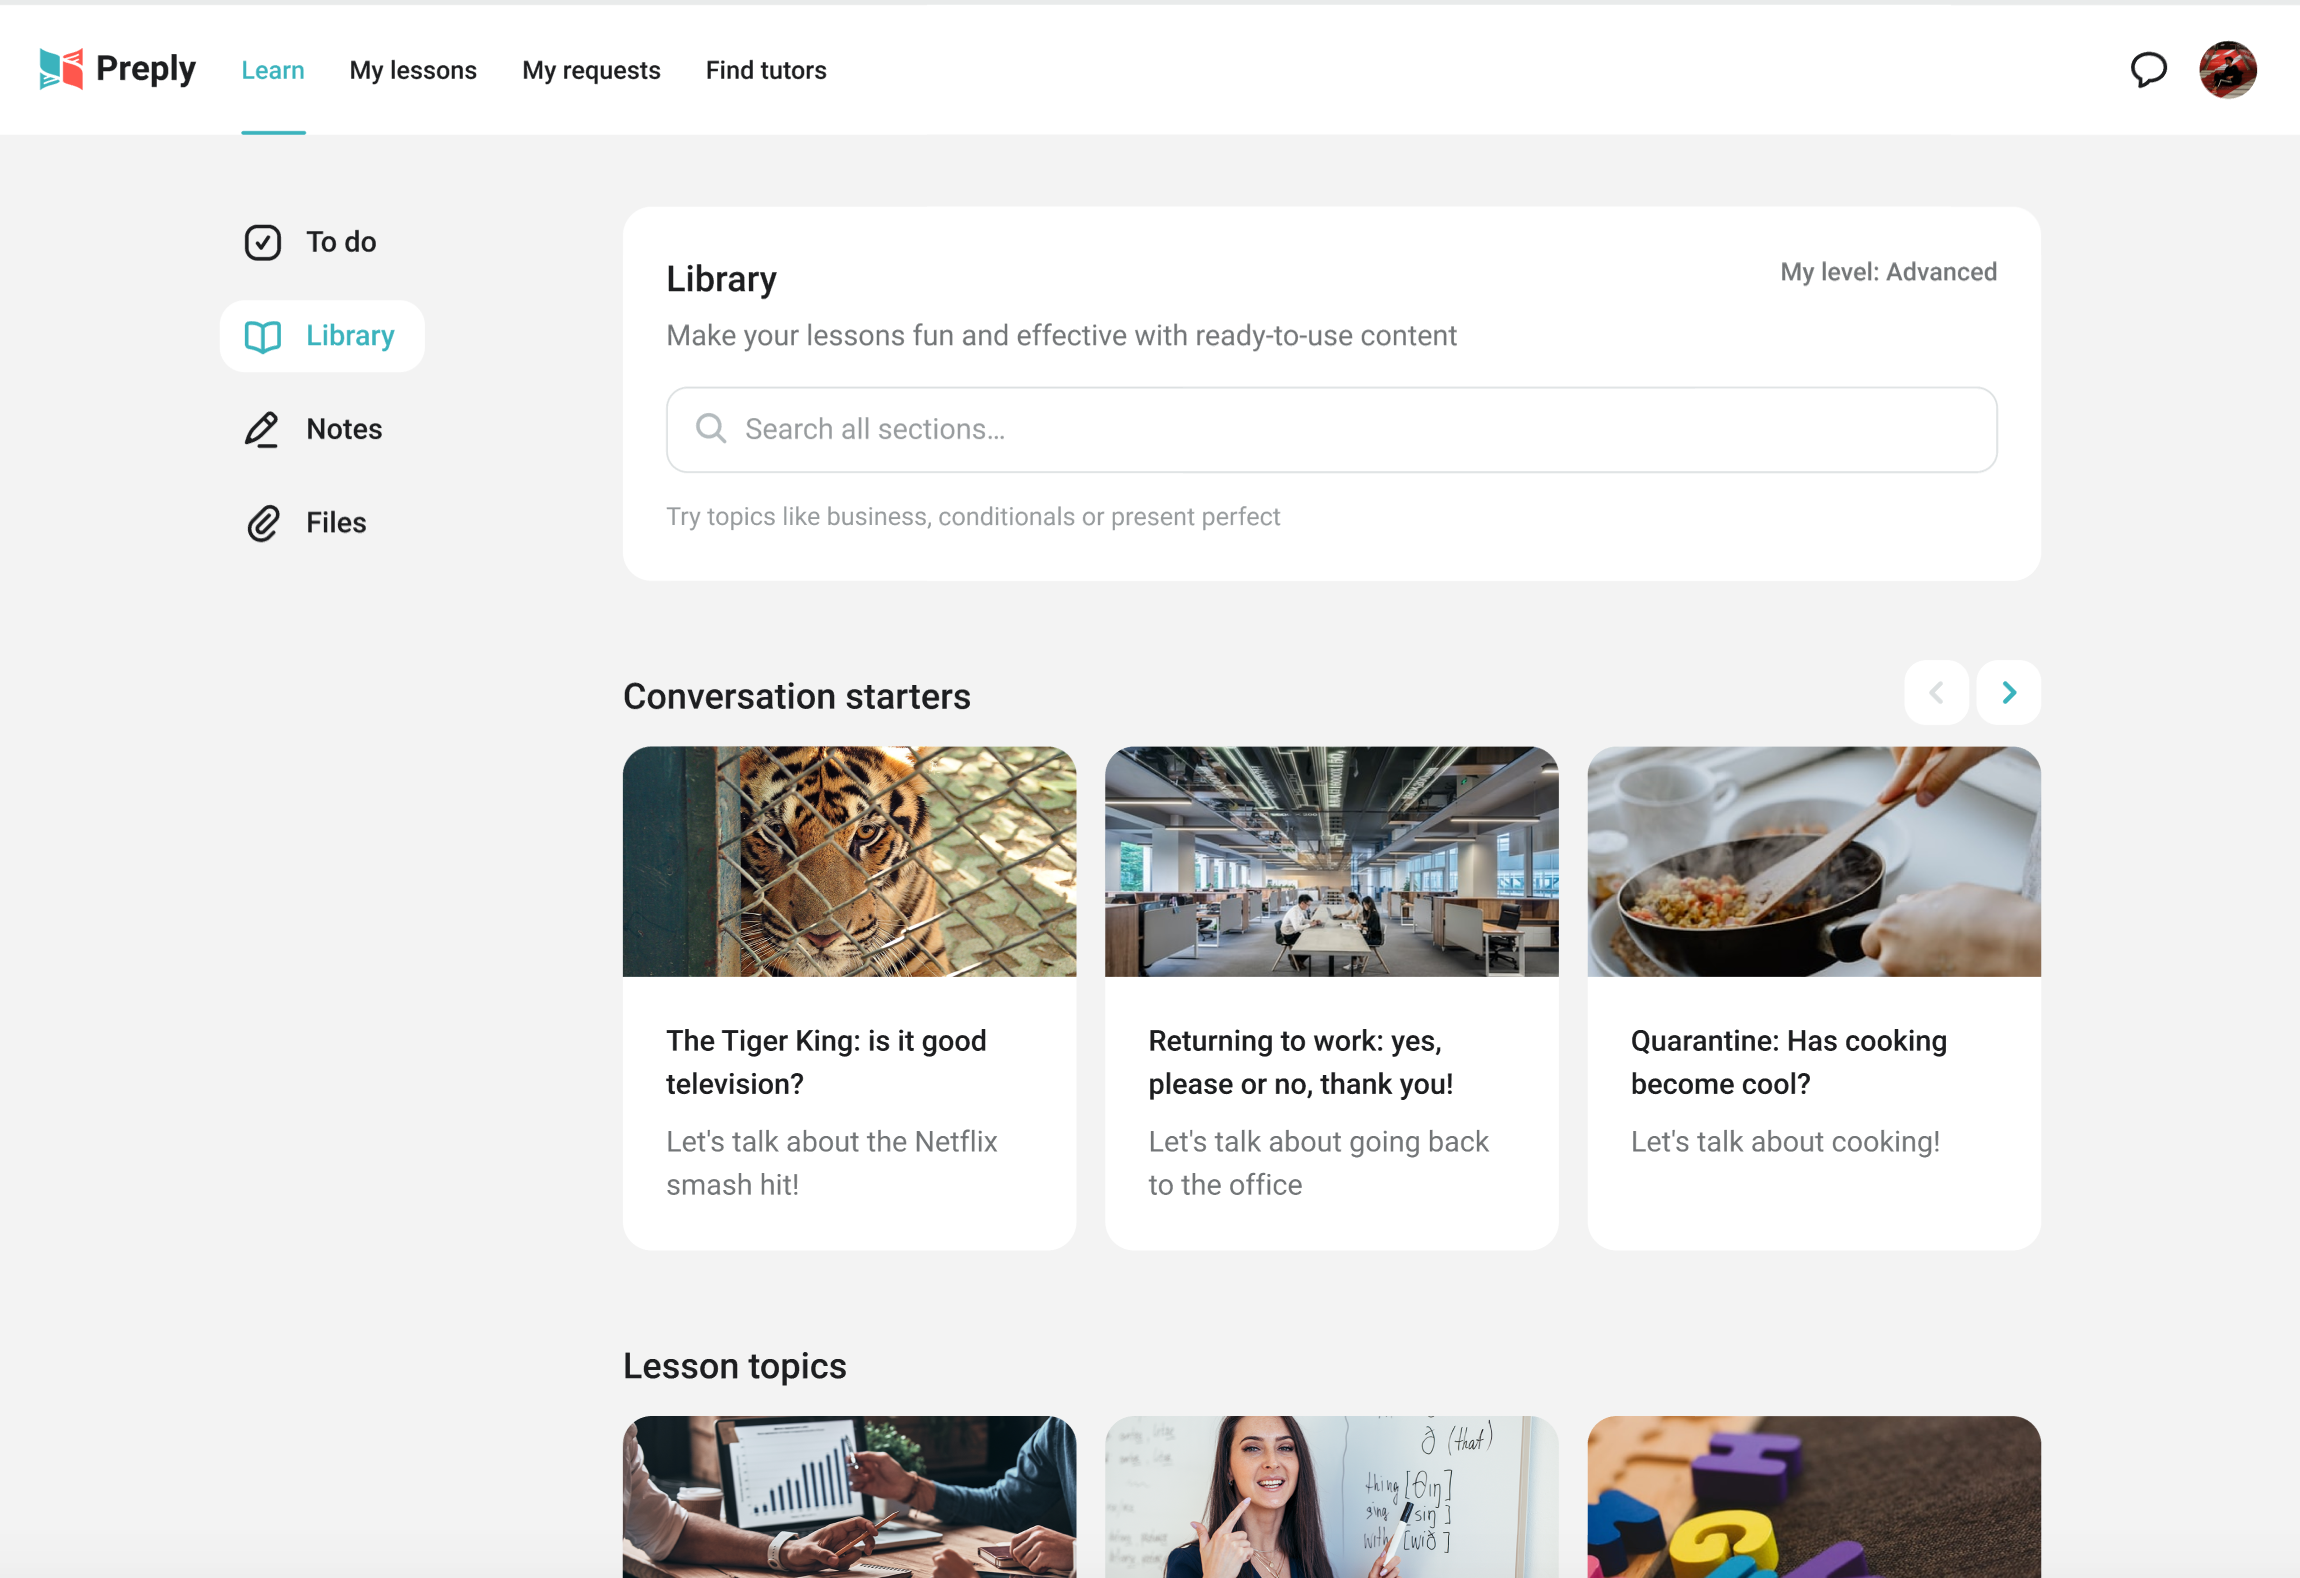 Preply
Learn
My lessons
My requests
Find tutors
To do
Library
Notes
Files
Library
My level: Advanced
Make your lessons fun and effective with ready-to-use content
Search all sections...
Try topics like business, conditionals or present perfect
Conversation starters
The Tiger King: is it good
television?
Let's talk about the Netflix
smash hit!
Returning to work: yes,
please or no, thank you!
Let's talk about going back
to the office
Quarantine: Has cooking
become cool?
Let's talk about cooking!
Lesson topics
ð (that)
thing [θıŋ]
sing [sıŋ]
with [wıð]
H